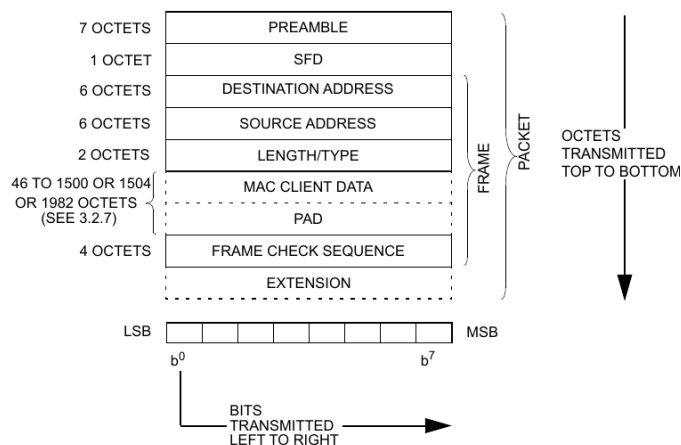 7 OCTETS PREAMBLE
1 OCTET SFD
6 OCTETS DESTINATION ADDRESS
6 OCTETS SOURCE ADDRESS
2 OCTETS LENGTH/TYPE
46 TO 1500 OR 1504
OR 1982 OCTETS
(SEE 3.2.7)
MAC CLIENT DATA
PAD
4 OCTETS FRAME CHECK SEQUENCE
EXTENSION
FRAME
PACKET
OCTETS
TRANSMITTED
TOP TO BOTTOM
LSB MSB
b0 b7
BITS
TRANSMITTED
LEFT TO RIGHT